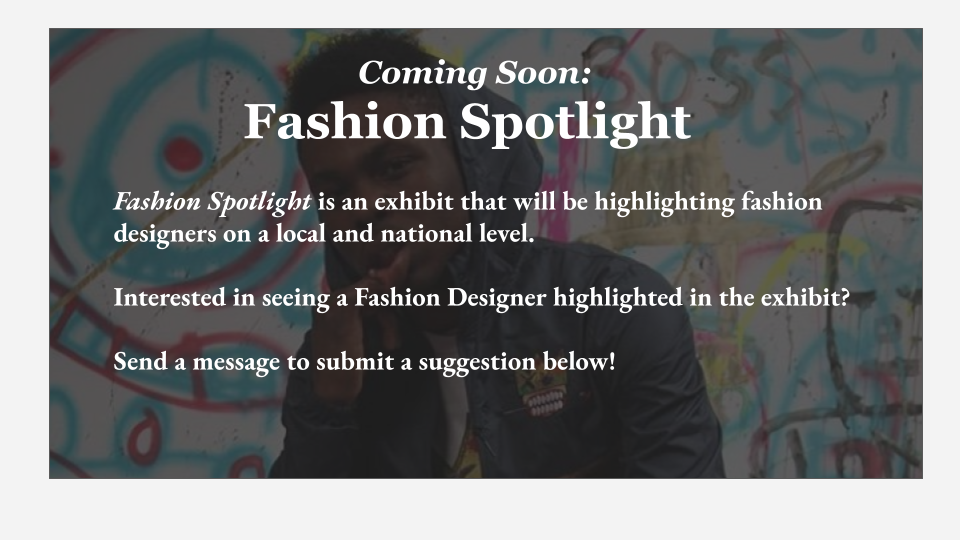 Coming Soon:
Fashion Spotlight
Fashion Spotlight is an exhibit that will be highlighting fashion
designers on a local and national level.
Interested in seeing a Fashion Designer highlighted in the exhibit?
Send a message to submit a suggestion below!